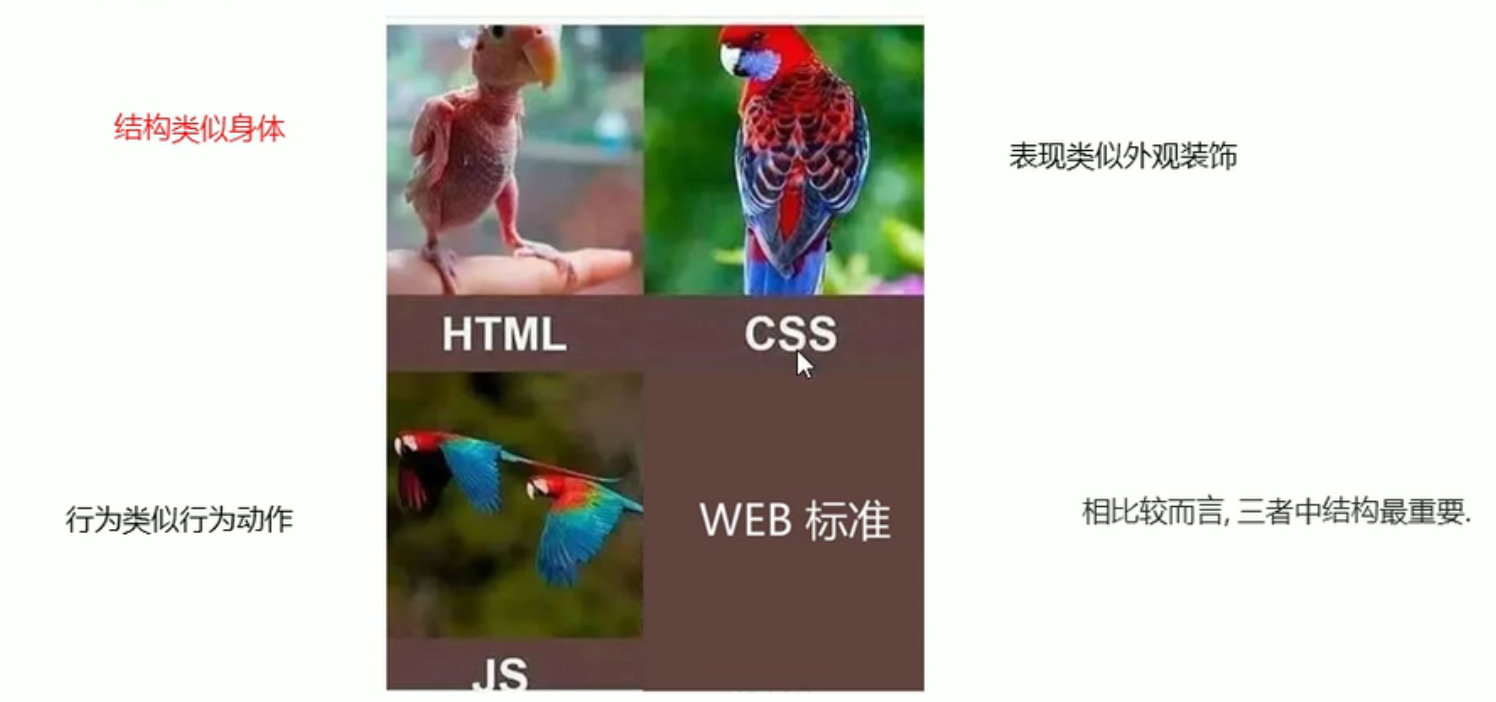 结构类似身体
表现类似外观装饰
HTML
CSS
行为类似行为动作
WEB 标准
相比较而言, 三者中结构最重要.
JS